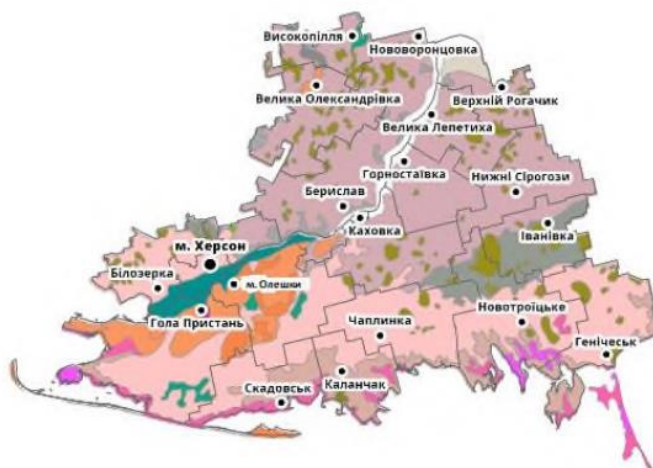 Високопілля
Нововоронцовка
Велика Олександрівка
Верхній Рогачик
Велика Лепетиха
Горностаївка
Нижні Сірогози
Берислав
Каховка
Іванівка
м. Херсон
Білозерка
м. Олешки
Гола Пристань
Новотроїцьке
Чаплинка
Генічеськ
Каланчак
Скадовськ